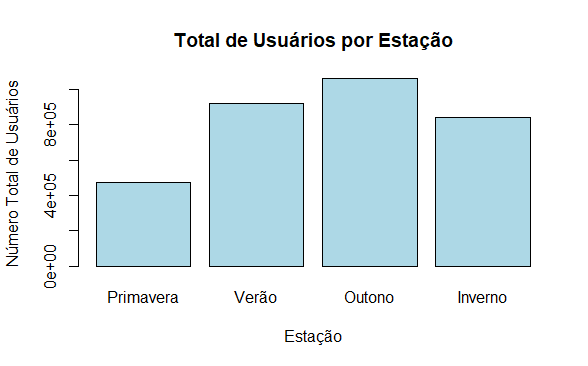 Total de Usuários por Estação
Número Total de Usuários
8e+05
4e+05
0e+00
Primavera Verão Outono Inverno
Estação